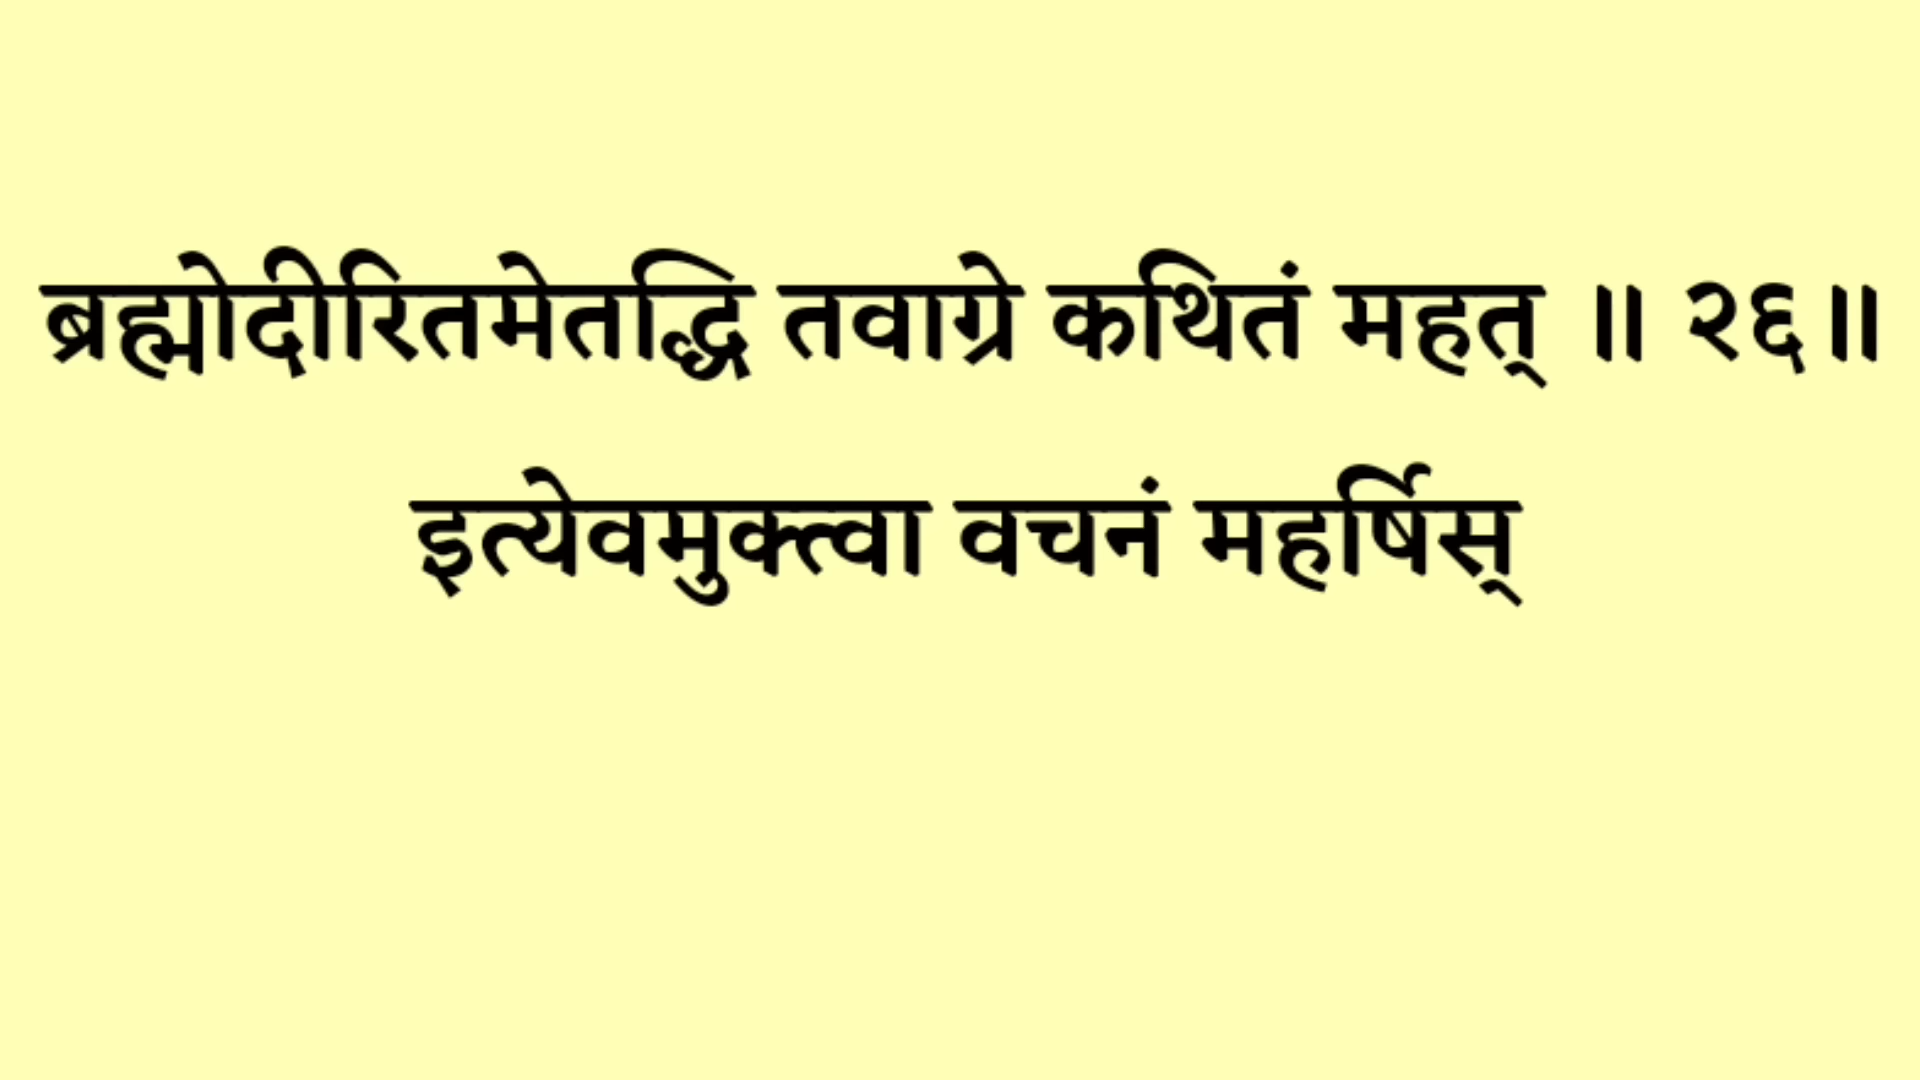 ब्रह्मोदीरितमेतद्धि तवाग्रे कथितं महत् ॥ २६॥
इत्येवमुक्त्वा वचनं महर्षिस्